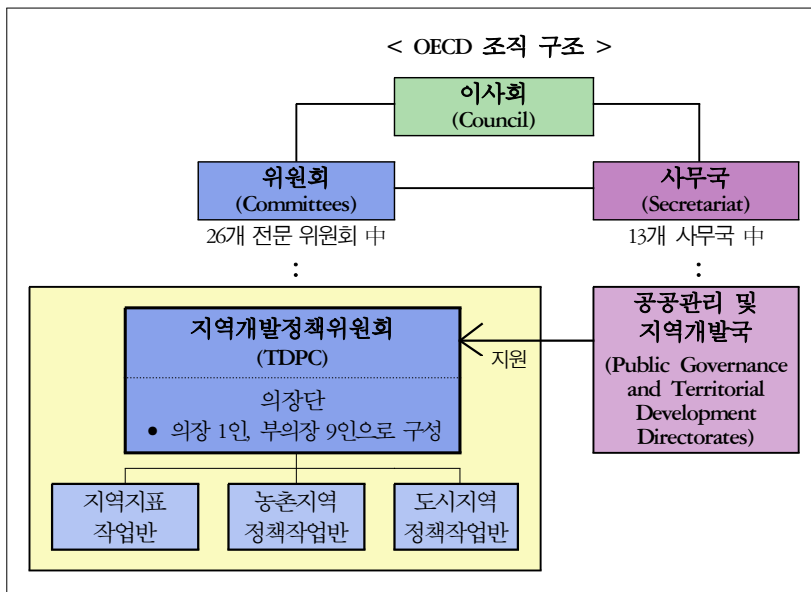 < OECD 조직 구조 >
이사회
(Council)
위원회
(Committees)
사무국
(Secretariat)
26개 전문 위원회 中
13개 사무국 中
:
:
지역개발정책위원회
(TDPC)
의장단
• 의장 1인, 부의장 9인으로 구성
지원
공공관리 및
지역개발국
(Public Governance
and Territorial
Development
Directorates)
지역지표
작업반
농촌지역
정책작업반
도시지역
정책작업반